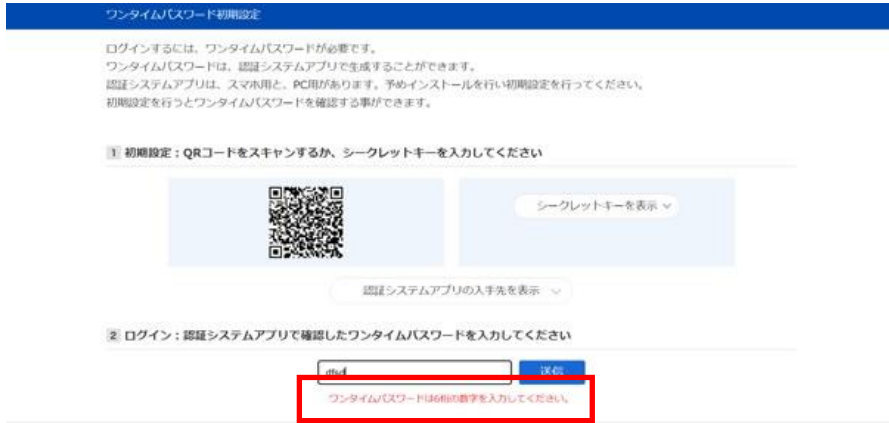 ワンタイムパスワード初期設定
ログインするには、ワンタイムパスワードが必要です。
ワンタイムパスワードは、認証システムアプリで生成することができます。
認証システムアプリは、スマホ用と、PC用があります。予めインストールを行い初期設定を行ってください。
初期設定を行うとワンタイムパスワードを確認する事ができます。
1 初期設定：QRコードをスキャンするか、シークレットキーを入力してください
シークレットキーを表示
認証システムアプリの入手先を表示
2 ログイン：認証システムアプリで確認したワンタイムパスワードを入力してください
送信
ワンタイムパスワードは6桁の数字を入力してください。